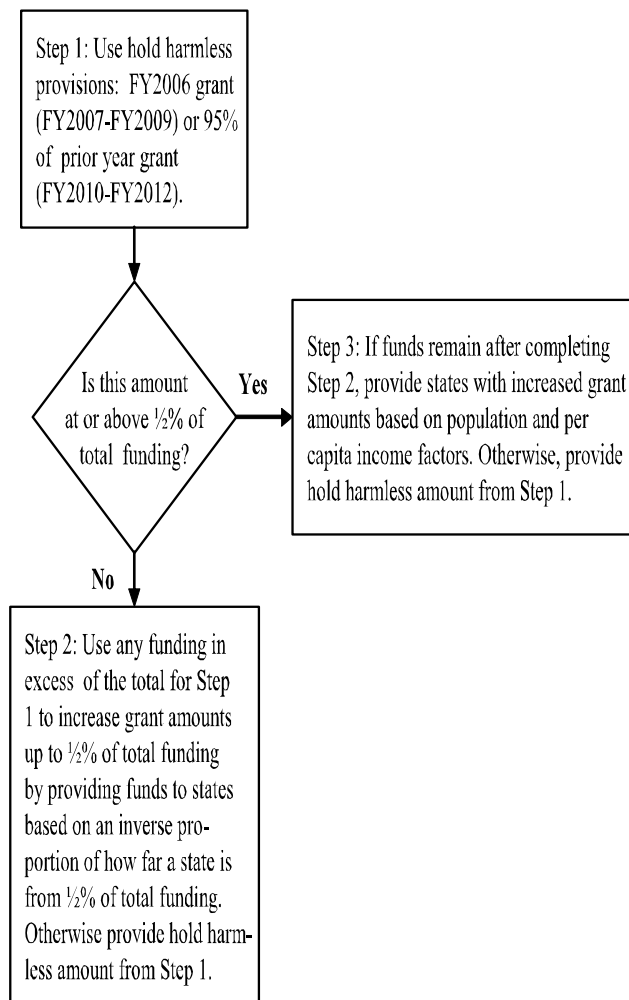 Step 1: Use hold harmless
provisions: FY2006 grant
(FY2007-FY2009) or 95%
of prior year grant
(FY2010-FY2012).
Is this amount
at or above ½% of
total funding?
Yes
Step 3: If funds remain after completing
Step 2, provide states with increased grant
amounts based on population and per
capita income factors. Otherwise, provide
hold harmless amount from Step 1.
No
Step 2: Use any funding in
excess of the total for Step
1 to increase grant amounts
up to ½% of total funding
by providing funds to states
based on an inverse pro-
portion of how far a state is
from ½% of total funding.
Otherwise provide hold harm-
less amount from Step 1.